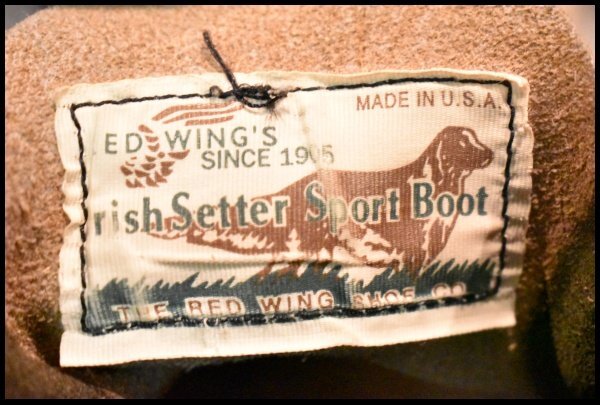 MADE IN U.S.A.
ED WING'S
SINCE 1905
rish Setter Sport Boot
THE RED WING SHOE CO